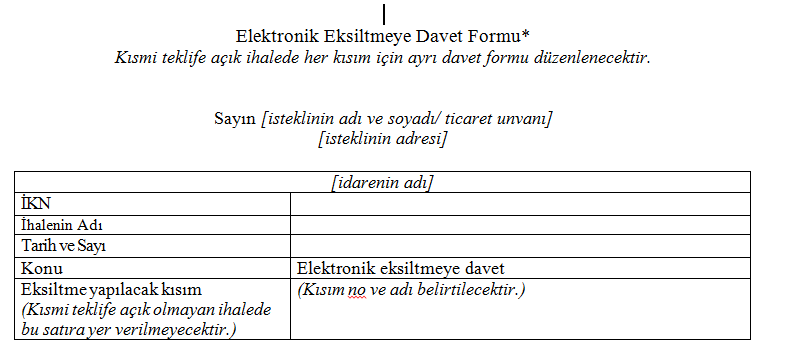 Elektronik Eksiltmeye Davet Formu*
Kısmi teklife açık ihalede her kısım için ayrı davet formu düzenlenecektir.
Sayın [isteklinin adı ve soyadı/ ticaret unvanı]
[isteklinin adresi]
[idarenin adı]
İKN
İhalenin Adı
Tarih ve Sayı
Konu Elektronik eksiltmeye davet
Eksiltme yapılacak kısım (Kısım no ve adı belirtilecektir.)
(Kısmi teklife açık olmayan ihalede
bu satıra yer verilmeyecektir.)